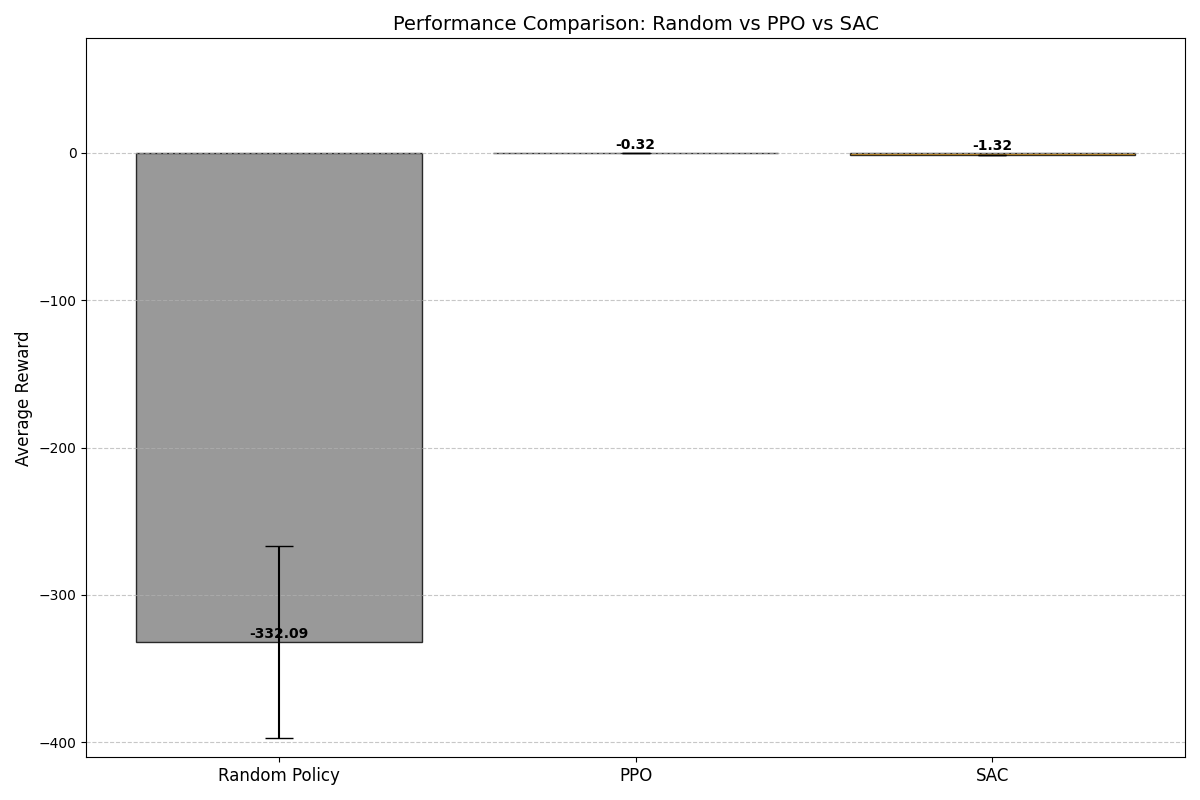 Performance Comparison: Random vs PPO vs SAC
Average Reward
0
−100
−200
−300
−400
-332.09
-0.32
-1.32
Random Policy
PPO
SAC